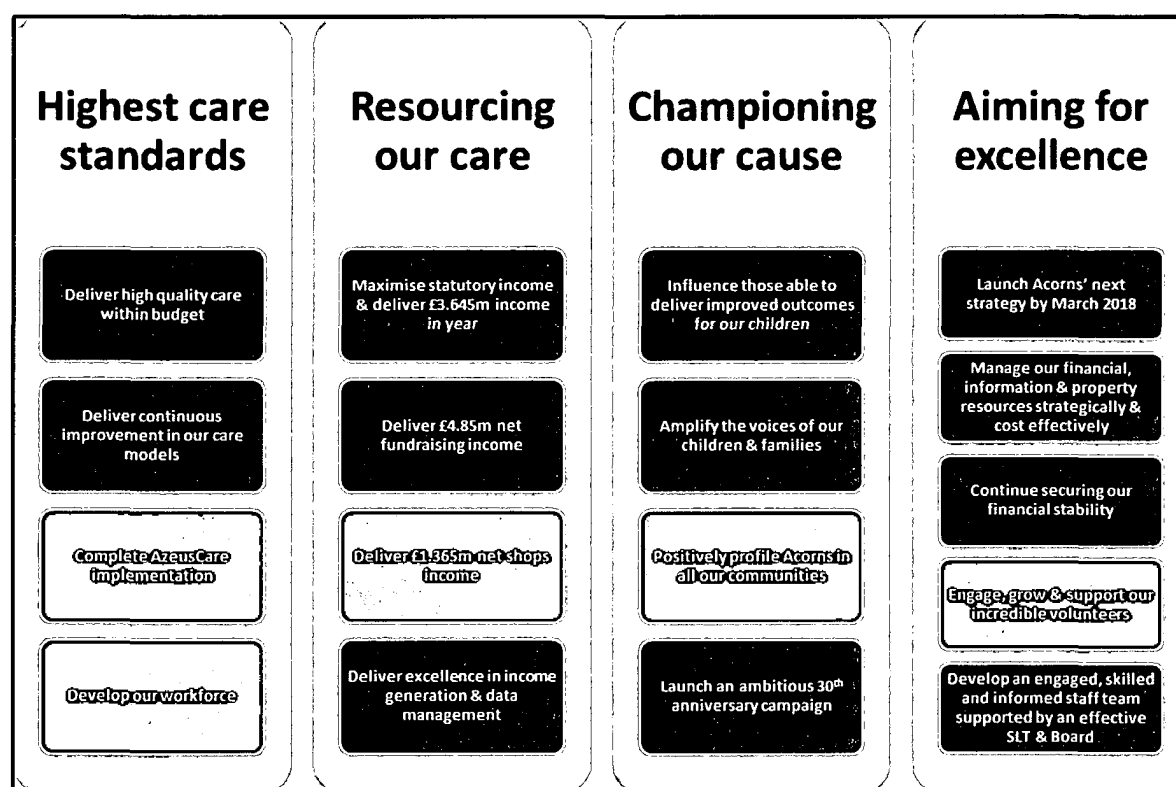 Highest care
standards
Deliver high quality care
within budget
Deliver continuous
improvement in our care
models
Complete AzeusCare
implementation
Develop our workforce
Resourcing
our care
Maximise statutory income
& deliver £3.645m income
in year
Deliver £4.85m net
fundraising income
Deliver £1.365m net shops
income
Deliver excellence in income
generation & data
management
Championing
our cause
Influence those able to
deliver improved outcomes
for our children
Amplify the voices of our
children & families
Positively profile Acorns in
all our communities
Launch an ambitious 30th
anniversary campaign
Aiming for
excellence
Launch Acorns' next
strategy by March 2018
Manage our financial,
information & property
resources strategically &
cost effectively
Continue securing our
financial stability
Engage, grow & support our
incredible volunteers
Develop an engaged, skilled
and informed staff team
supported by an effective
SLT & Board